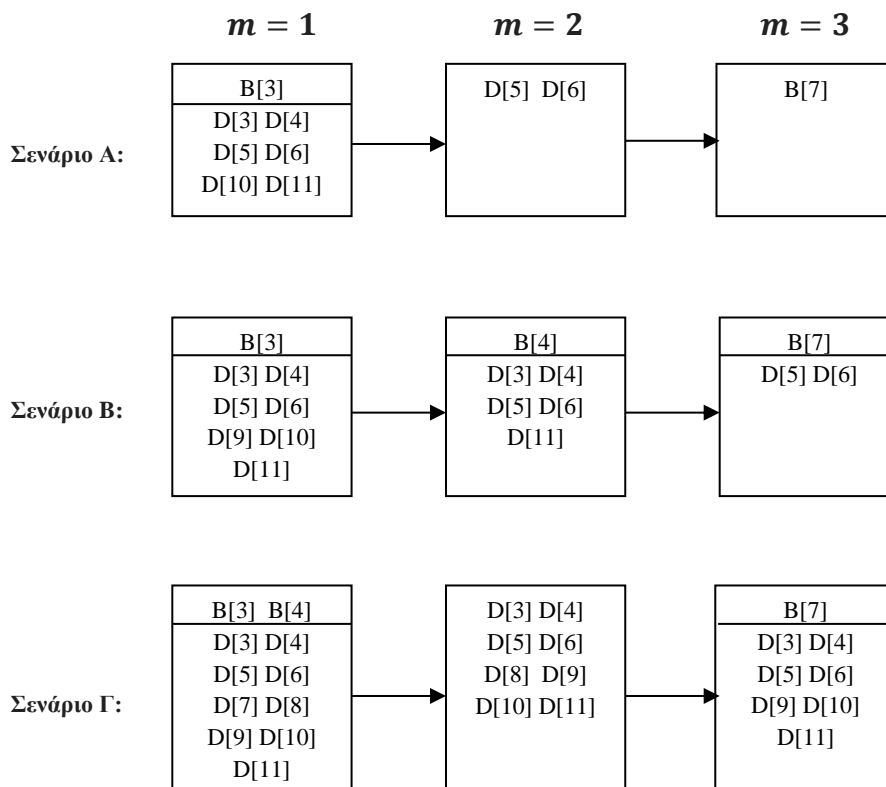 m = 1 m = 2 m = 3
B[3] D[5] D[6] B[7]
D[3] D[4]
Σενάριο Α:
D[5] D[6]
D[10] D[11]
B[3] B[4] B[7]
D[3] D[4] D[3] D[4] D[5] D[6]
Σενάριο Β:
D[5] D[6] D[5] D[6]
D[9] D[10] D[11]
D[11]
B[3] B[4] D[3] D[4] B[7]
D[3] D[4] D[5] D[6] D[3] D[4]
D[5] D[6] D[8] D[9] D[5] D[6]
Σενάριο Γ:
D[7] D[8] D[10] D[11] D[9] D[10]
D[9] D[10] D[11]
D[11]